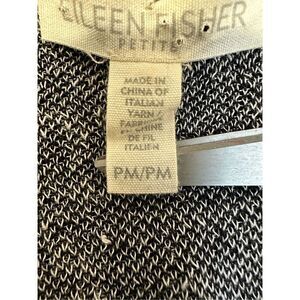 EILEEN FISHER
PETITE
MADE IN
CHINA OF
ITALIAN
YARN /
FABRIQUÉ
EN CHINE
DE FIL
ITALIEN
PM/PM